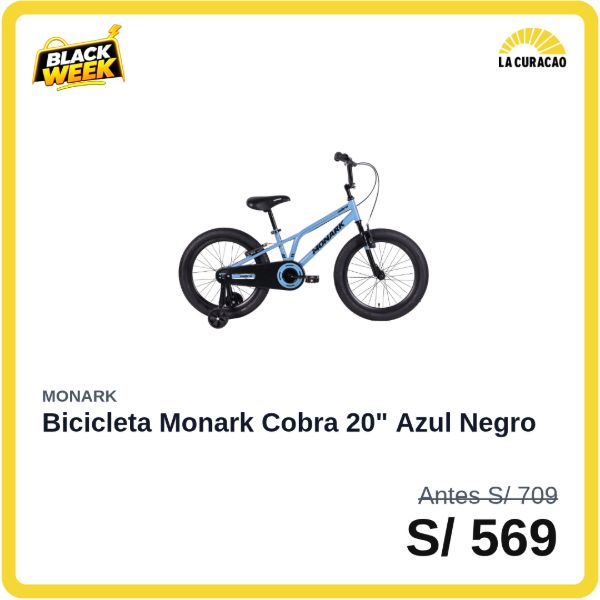 BLACK
WEEK
LA CURACAO
MONARK
MONARK
Bicicleta Monark Cobra 20" Azul Negro
Antes S/ 709
S/ 569